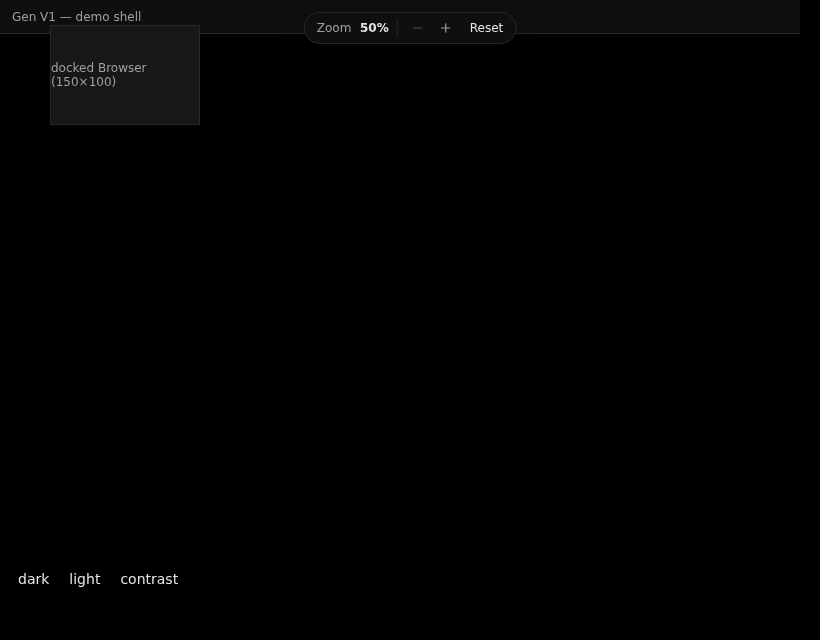 Gen V1 — demo shell
Zoom 50% − + Reset
docked Browser
(150×100)
dark light contrast